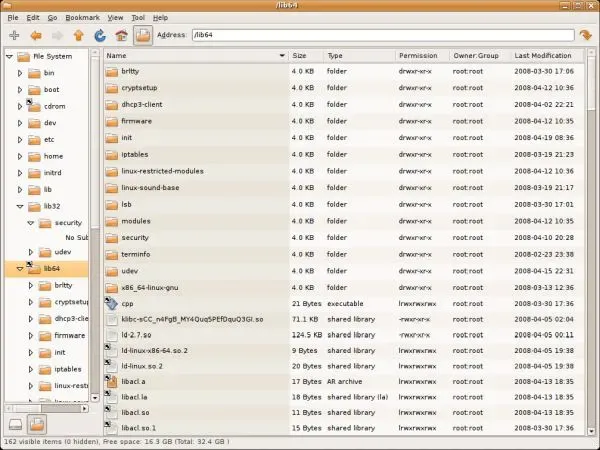 /lib64
File Edit Go Bookmark View Tool Help
Address: /lib64
File System
bin
boot
cdrom
dev
etc
home
initrd
lib
lib32
security
No Sub
udev
lib64
brltty
cryptsetu
dhcp3-clie
firmware
init
iptables
linux-restr
Name Size Type Permission Owner:Group Last Modification
brltty 4.0 KB folder drwxr-xr-x root:root 2008-03-30 17:06
cryptsetup 4.0 KB folder drwxr-xr-x root:root 2008-04-12 10:36
dhcp3-client 4.0 KB folder drwxr-xr-x root:root 2008-04-02 22:21
firmware 4.0 KB folder drwxr-xr-x root:root 2008-04-12 10:35
init 4.0 KB folder drwxr-xr-x root:root 2008-04-19 08:36
iptables 4.0 KB folder drwxr-xr-x root:root 2008-03-19 21:23
linux-restricted-modules 4.0 KB folder drwxr-xr-x root:root 2008-04-12 10:36
linux-sound-base 4.0 KB folder drwxr-xr-x root:root 2008-03-19 21:17
lsb 4.0 KB folder drwxr-xr-x root:root 2008-03-30 17:01
modules 4.0 KB folder drwxr-xr-x root:root 2008-04-12 10:35
security 4.0 KB folder drwxr-xr-x root:root 2008-04-10 20:28
terminfo 4.0 KB folder drwxr-xr-x root:root 2008-02-23 23:38
udev 4.0 KB folder drwxr-xr-x root:root 2008-04-15 22:31
x86_64-linux-gnu 4.0 KB folder drwxr-xr-x root:root 2008-03-13 12:36
cpp 21 Bytes executable lrwxrwxrwx root:root 2008-03-30 17:36
klibc-sCC_n4FgB_MY4Quq5PEfDquQ3GI.so 71.1 KB shared library -rwxr-xr-x root:root 2008-04-05 02:04
ld-2.7.so 124.5 KB shared library -rwxr-xr-x root:root 2008-04-05 00:11
ld-linux-x86-64.so.2 9 Bytes shared library lrwxrwxrwx root:root 2008-04-05 19:38
ld-linux.so.2 20 Bytes shared library lrwxrwxrwx root:root 2008-04-05 19:38
libacl.a 17 Bytes AR archive lrwxrwxrwx root:root 2008-04-13 18:35
libacl.la 18 Bytes shared library (la) lrwxrwxrwx root:root 2008-04-13 18:35
libacl.so 11 Bytes shared library lrwxrwxrwx root:root 2008-04-13 18:35
libacl.so.1 15 Bytes shared library lrwxrwxrwx root:root 2008-03-30 17:36
162 visible items (0 hidden), Free space: 16.3 GB (Total: 32.4 GB )